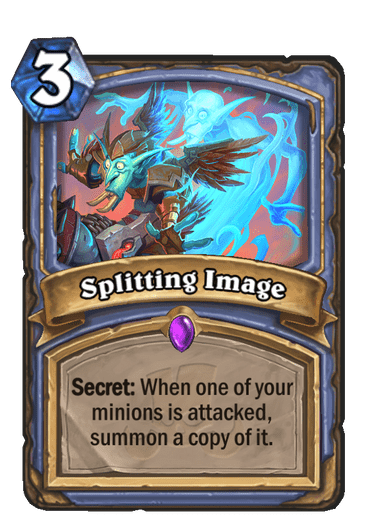 3
Splitting Image
Secret: When one of your
minions is attacked,
summon a copy of it.